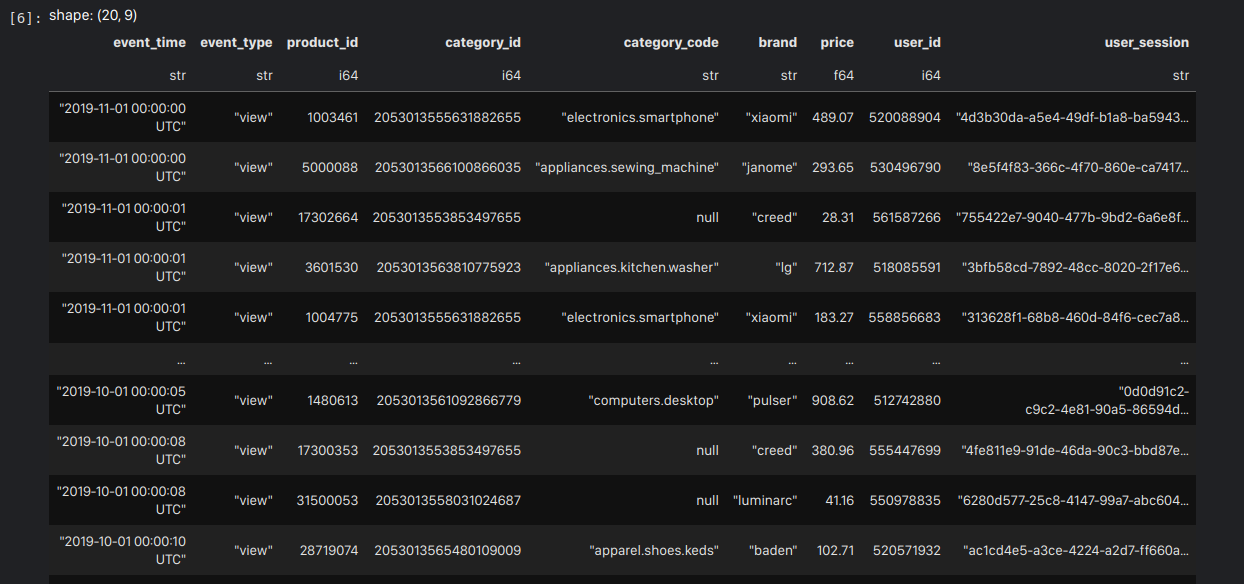 [6]: shape: (20, 9)
event_time event_type product_id category_id category_code brand price user_id user_session
str str i64 i64 str str f64 i64 str
"2019-11-01 00:00:00 UTC" "view" 1003461 2053013555631882655 "electronics.smartphone" "xiaomi" 489.07 520088904 "4d3b30da-a5e4-49df-b1a8-ba5943…
"2019-11-01 00:00:00 UTC" "view" 5000088 2053013566100866035 "appliances.sewing_machine" "janome" 293.65 530496790 "8e5f4f83-366c-4f70-860e-ca7417…
"2019-11-01 00:00:01 UTC" "view" 17302664 2053013553853497655 null "creed" 28.31 561587266 "755422e7-9040-477b-9bd2-6a6e8f…
"2019-11-01 00:00:01 UTC" "view" 3601530 2053013563810775923 "appliances.kitchen.washer" "lg" 712.87 518085591 "3bfb58cd-7892-48cc-8020-2f17e6…
"2019-11-01 00:00:01 UTC" "view" 1004775 2053013555631882655 "electronics.smartphone" "xiaomi" 183.27 558856683 "313628f1-68b8-460d-84f6-cec7a8…
… … … … … … … … …
"2019-10-01 00:00:05 UTC" "view" 1480613 2053013561092866779 "computers.desktop" "pulser" 908.62 512742880 "0d0d91c2-c9c2-4e81-90a5-86594d…
"2019-10-01 00:00:08 UTC" "view" 17300353 2053013553853497655 null "creed" 380.96 555447699 "4fe811e9-91de-46da-90c3-bbd87e…
"2019-10-01 00:00:08 UTC" "view" 31500053 2053013558031024687 null "luminarc" 41.16 550978835 "6280d577-25c8-4147-99a7-abc604…
"2019-10-01 00:00:10 UTC" "view" 28719074 2053013565480109009 "apparel.shoes.keds" "baden" 102.71 520571932 "ac1cd4e5-a3ce-4224-a2d7-ff660a…